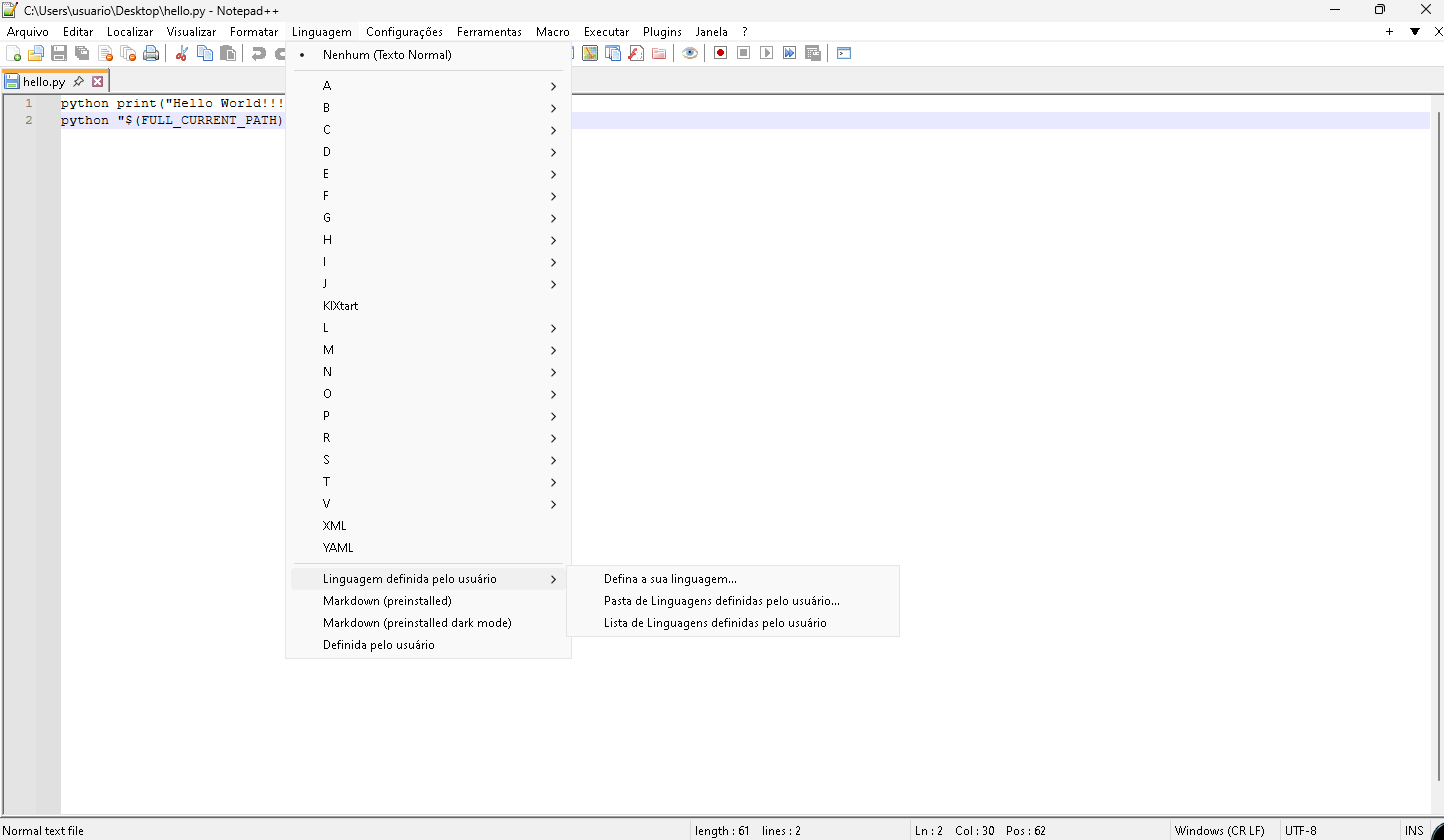 C:\Users\usuario\Desktop\hello.py - Notepad++
Arquivo Editar Localizar Visualizar Formatar Linguagem Configurações Ferramentas Macro Executar Plugins Janela ?
hello.py
1 python print("Hello World!!!
2 python "$(FULL_CURRENT_PATH)
Nenhum (Texto Normal)
A
B
C
D
E
F
G
H
I
J
KIXtart
L
M
N
O
P
R
S
T
V
XML
YAML
Linguagem definida pelo usuário
Markdown (preinstalled)
Markdown (preinstalled dark mode)
Definida pelo usuário
Defina a sua linguagem...
Pasta de Linguagens definidas pelo usuário...
Lista de Linguagens definidas pelo usuário
Normal text file length : 61 lines : 2 Ln : 2 Col : 30 Pos : 62 Windows (CR LF) UTF-8 INS